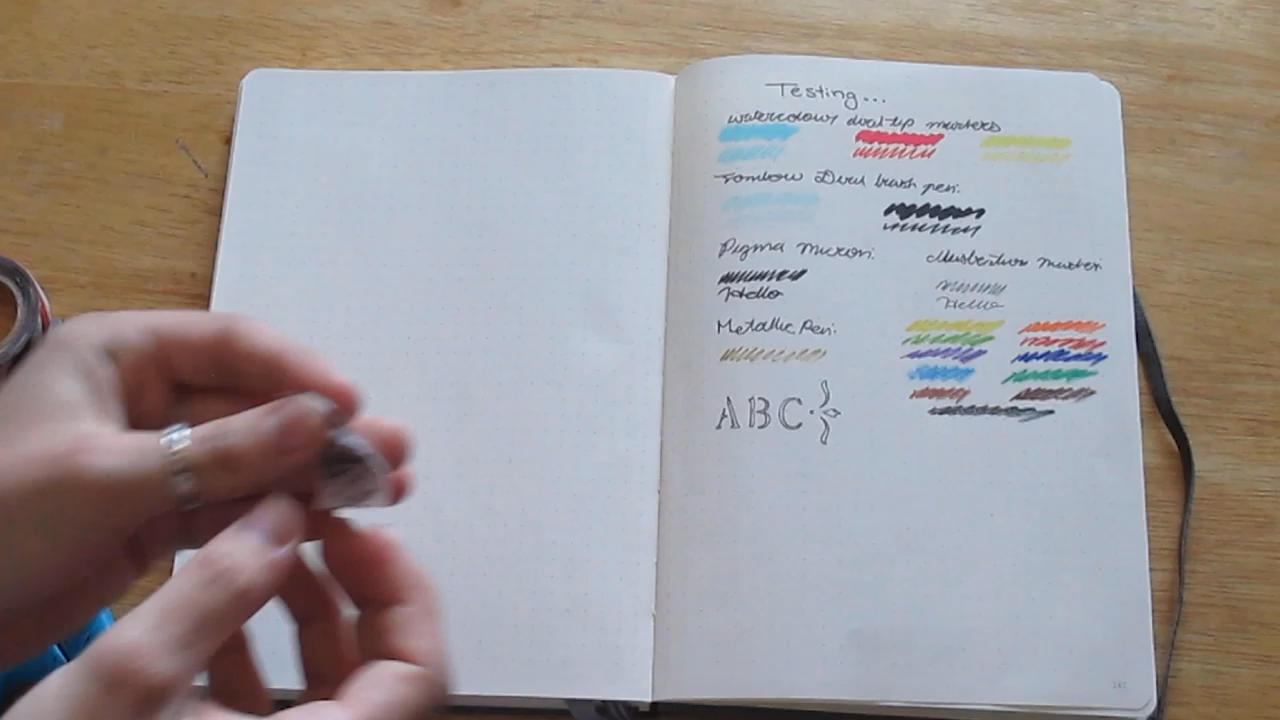 Testing...
watercolour dual-tip markers
Tombow Dual brush pen.
Pigma Micron.
Illustration Marker.
Hello
Hello
Metallic Pen.
ABC